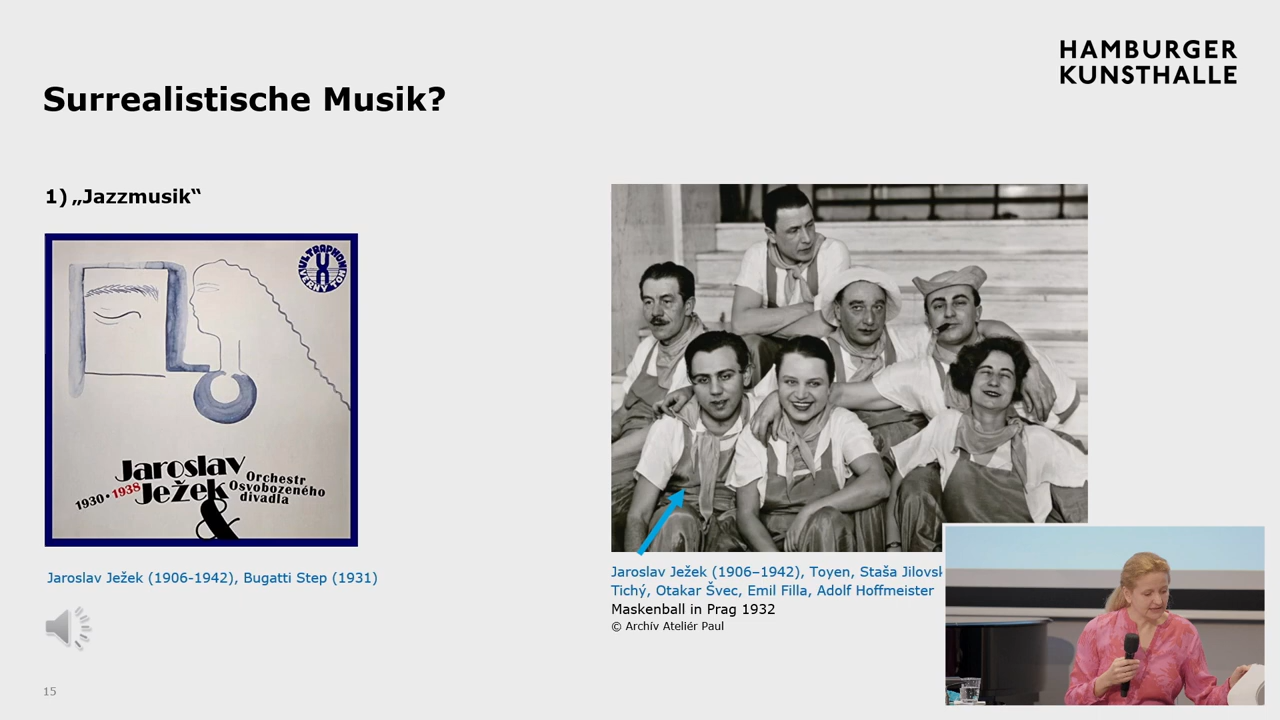 HAMBURGER
KUNSTHALLE
Surrealistische Musik?
1) „Jazzmusik“
ULTRAPHON
Jaroslav
Ježek
1930 • 1938
Orchestr
Osvobozeného
divadla
&
Jaroslav Ježek (1906-1942), Bugatti Step (1931)
Jaroslav Ježek (1906–1942), Toyen, Staša
Tichý, Otakar Švec, Emil Filla, Adolf Hoffmeister
Maskenball in Prag 1932
© Archiv Ateliér Paul
15